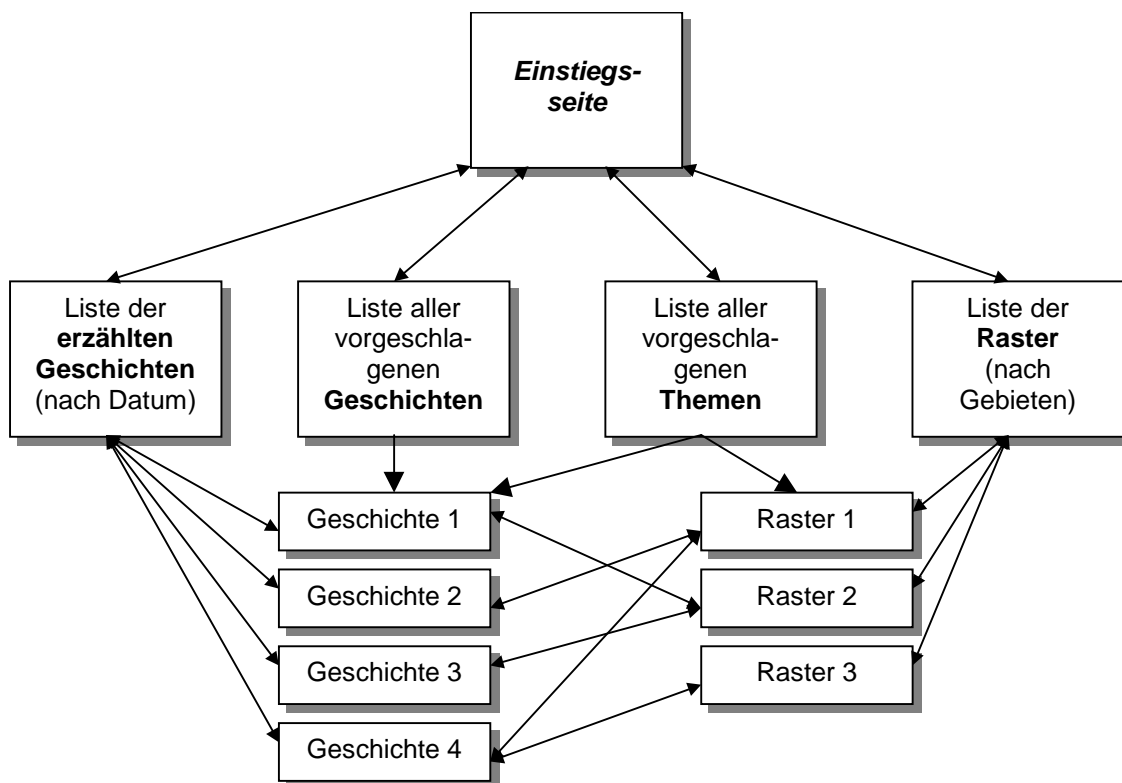 Einstiegs-
seite
Liste der
erzählten
Geschichten
(nach Datum)
Liste aller
vorgeschla-
genen
Geschichten
Liste aller
vorgeschla-
genen
Themen
Liste der
Raster
(nach
Gebieten)
Geschichte 1
Raster 1
Geschichte 2
Raster 2
Geschichte 3
Raster 3
Geschichte 4